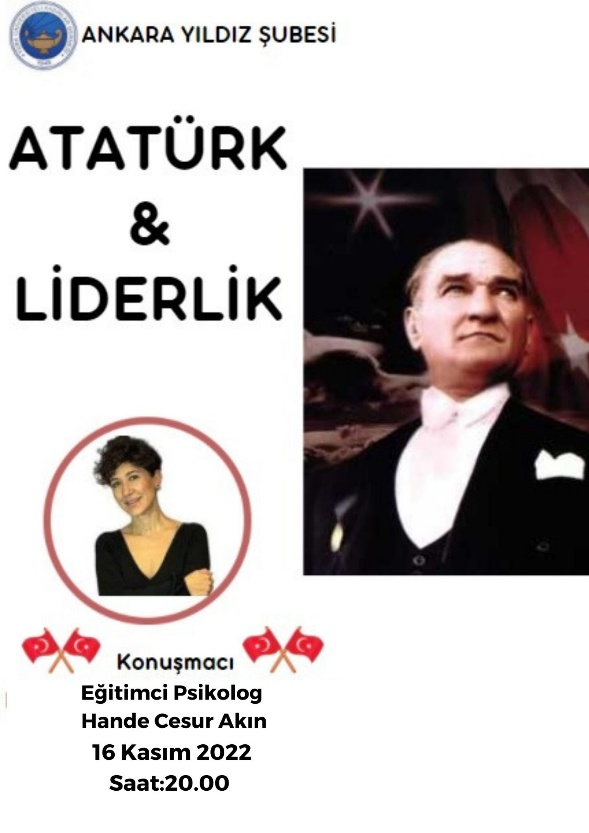 ANKARA YILDIZ ŞUBESİ
ATATÜRK
&
LİDERLİK
Konuşmacı
Eğitimci Psikolog
Hande Cesur Akın
16 Kasım 2022
Saat:20.00